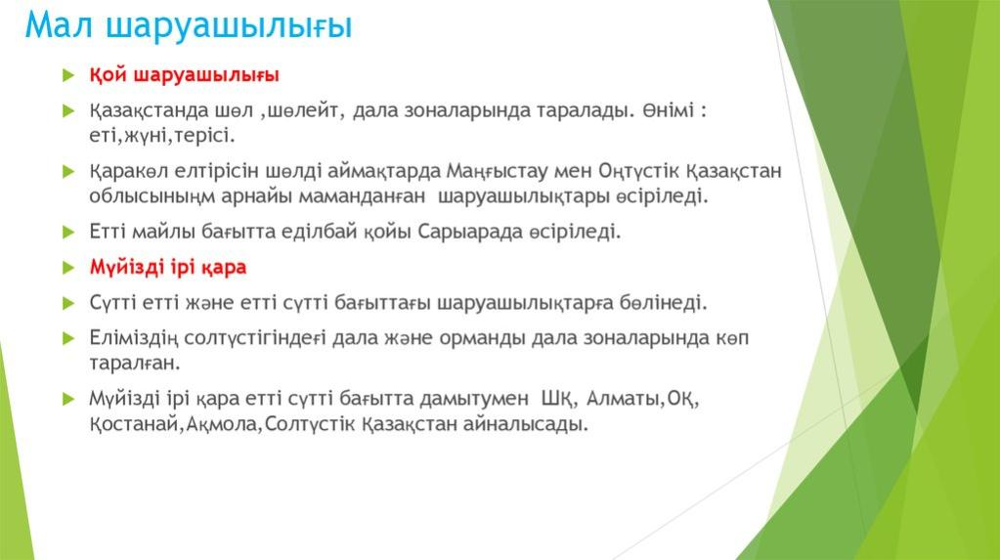 Мал шаруашылығы
Қой шаруашылығы
Қазақстанда шөл ,шөлейт, дала зоналарында таралады. Өнімі :
еті,жүні,терісі.
Қаракөл елтірісін шөлді аймақтарда Маңғыстау мен Оңтүстік Қазақстан
облысыныңм арнайы маманданған шаруашылықтары өсіріледі.
Етті майлы бағытта еділбай қойы Сарыарада өсіріледі.
Мүйізді ірі қара
Сүтті етті және етті сүтті бағыттағы шаруашылықтарға бөлінеді.
Еліміздің солтүстігіндеғі дала және орманды дала зоналарында көп
таралған.
Мүйізді ірі қара етті сүтті бағытта дамытумен ШҚ, Алматы,ОҚ,
Қостанай,Ақмола,Солтүстік Қазақстан айналысады.